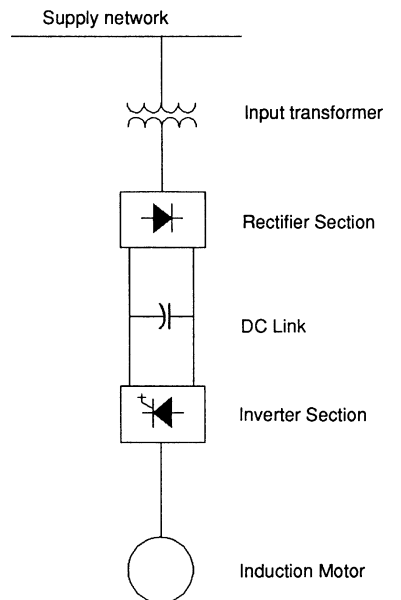 Supply network
Input transformer
Rectifier Section
DC Link
Inverter Section
Induction Motor